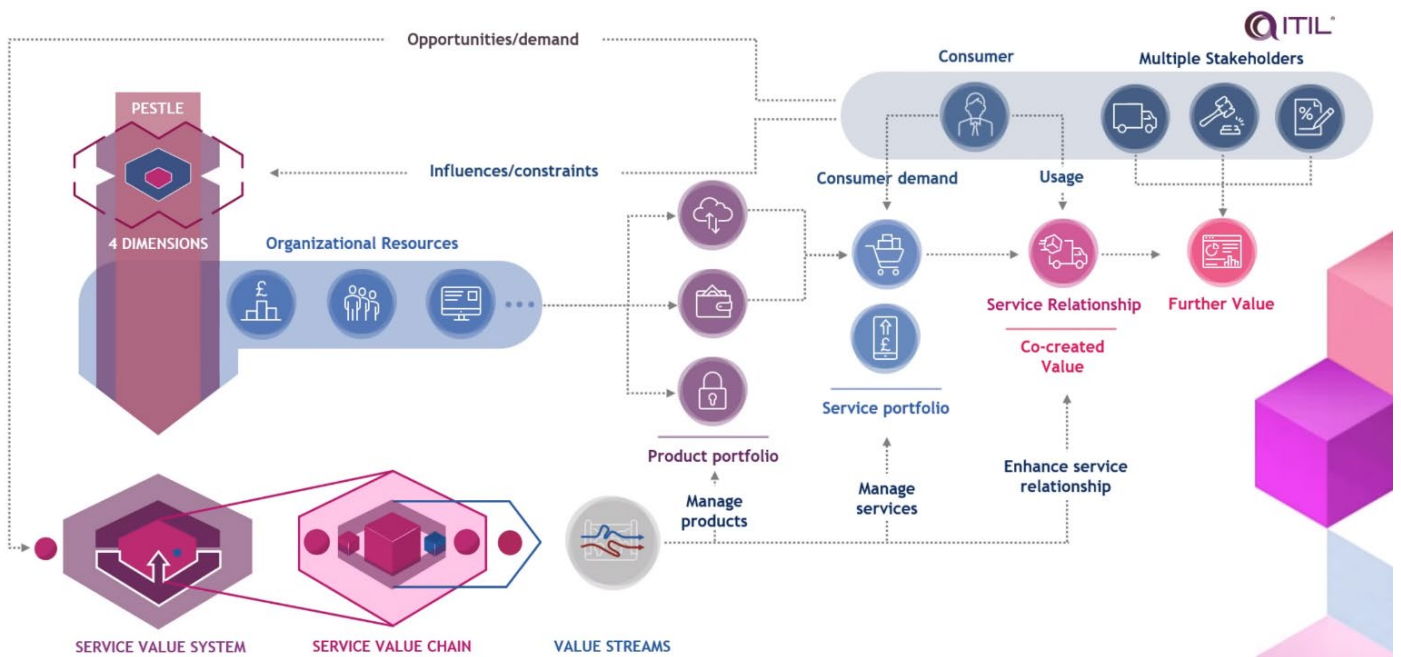 ITIL®
Opportunities/demand
Consumer
Multiple Stakeholders
PESTLE
Influences/constraints
Consumer demand
Usage
4 DIMENSIONS
Organizational Resources
£
%
£
Service Relationship
Further Value
Co-created
Value
Service portfolio
Product portfolio
Manage
products
Manage
services
Enhance service
relationship
SERVICE VALUE SYSTEM
SERVICE VALUE CHAIN
VALUE STREAMS